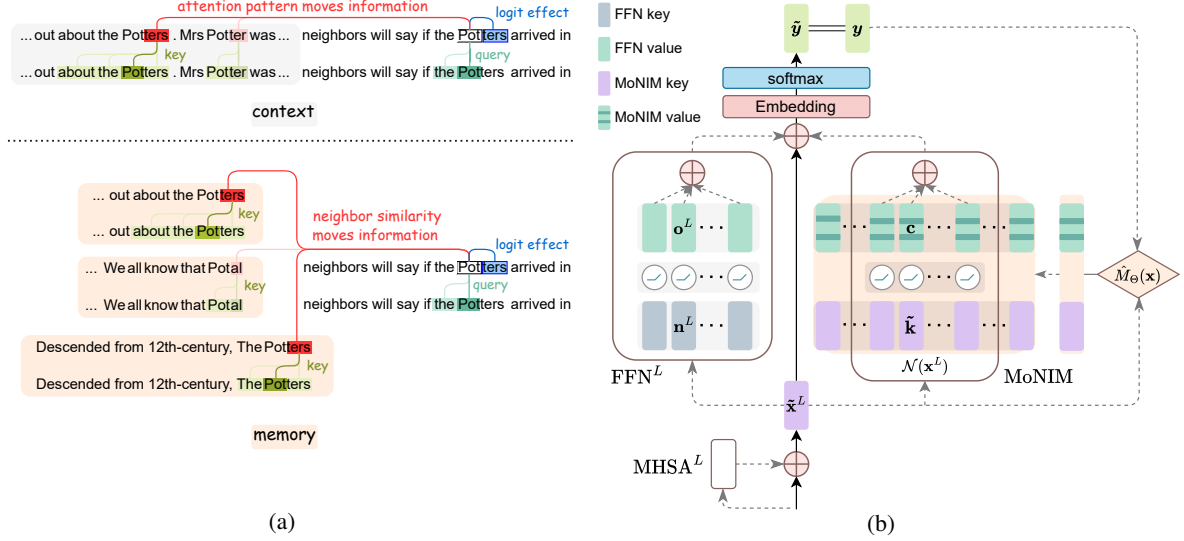 attention pattern moves information
logit effect
... out about the Potters . Mrs Potter was ... neighbors will say if the Potters arrived in
key
query
... out about the Potters . Mrs Potter was ... neighbors will say if the Potters arrived in
context
... out about the Potters
key
... out about the Potters
neighbor similarity
moves information
logit effect
... We all know that Potal
neighbors will say if the Potters arrived in
key
query
... We all know that Potal
neighbors will say if the Potters arrived in
Descended from 12th-century, The Potters
key
Descended from 12th-century, The Potters
memory
(a)
FFN key
FFN value
MoNIM key
MoNIM value
ỹ y
softmax
Embedding
o^L ··· ··· c ··· ···
··· ···
n^L ··· ··· k̃ ··· ···
M̂_Θ(x)
N(x^L)
FFN^L
MoNIM
x̃^L
MHSA^L
(b)